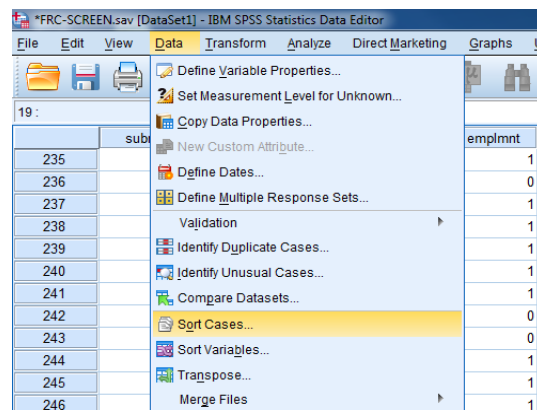 *FRC-SCREEN.sav [DataSet1] - IBM SPSS Statistics Data Editor
File Edit View Data Transform Analyze Direct Marketing Graphs
19 :
Define Variable Properties...
Set Measurement Level for Unknown...
Copy Data Properties...
New Custom Attribute...
Define Dates...
Define Multiple Response Sets...
Validation
Identify Duplicate Cases...
Identify Unusual Cases...
Compare Datasets...
Sort Cases...
Sort Variables...
Transpose...
Merge Files
subj emplmnt
235 1
236 0
237 1
238 1
239 1
240 1
241 1
242 0
243 0
244 1
245 1
246 1